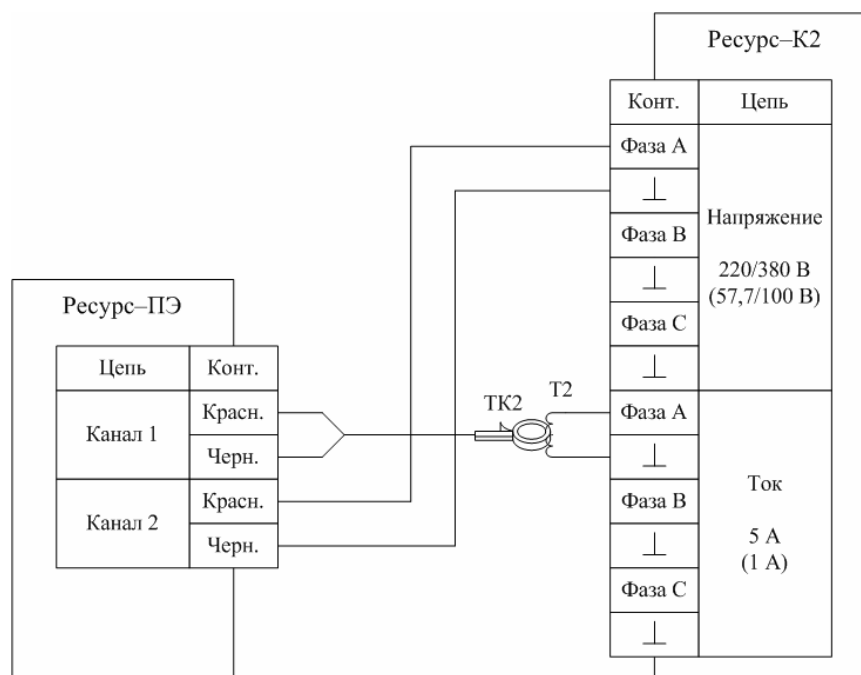 Ресурс–К2
Конт.
Цепь
Фаза А
⊥
Фаза В
⊥
Фаза С
⊥
Напряжение
220/380 В
(57,7/100 В)
Фаза А
⊥
Фаза В
⊥
Фаза С
⊥
Ток
5 А
(1 А)
Ресурс–ПЭ
Цепь
Конт.
Канал 1
Красн.
Черн.
Канал 2
Красн.
Черн.
ТК2
Т2